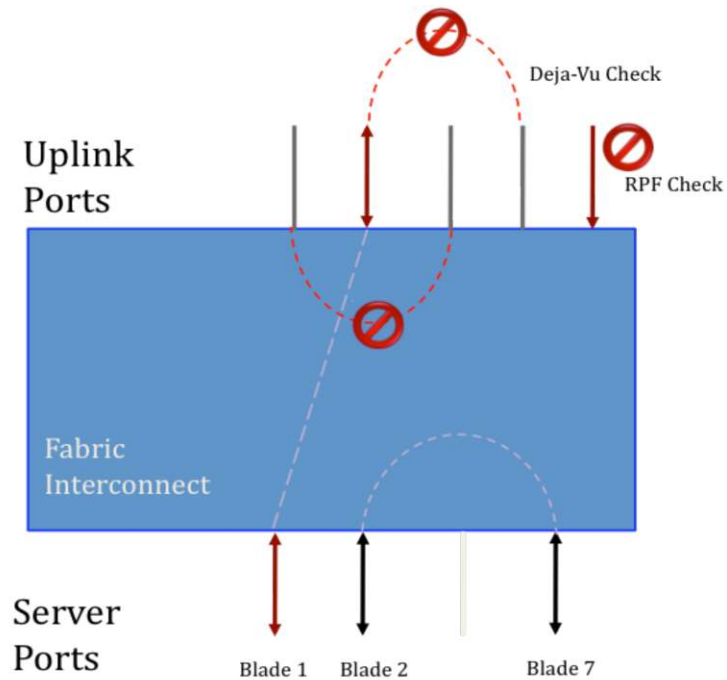 Deja-Vu Check
Uplink
Ports
RPF Check
Fabric
Interconnect
Server
Ports
Blade 1
Blade 2
Blade 7